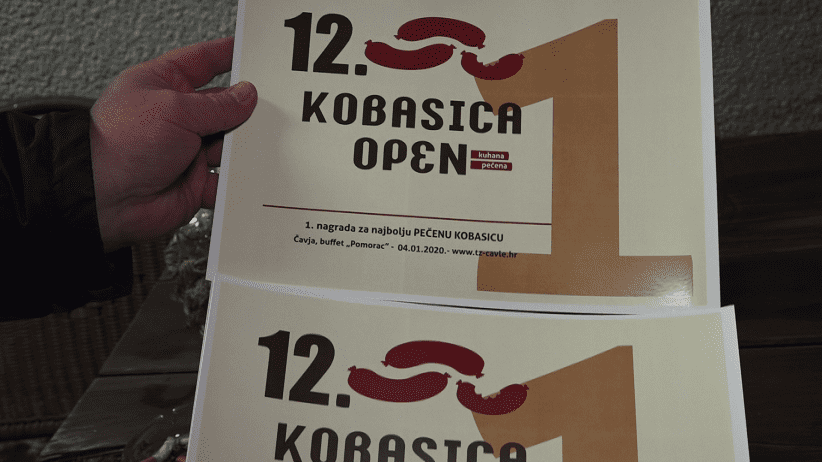 12.
1
KOBASICA
OPEN
kuhana
pečena
1. nagrada za najbolju PEČENU KOBASICU
Čavja, buffet „Pomorac" - 04.01.2020.- www.tz-cavle.hr
12.
1
KOBASICA